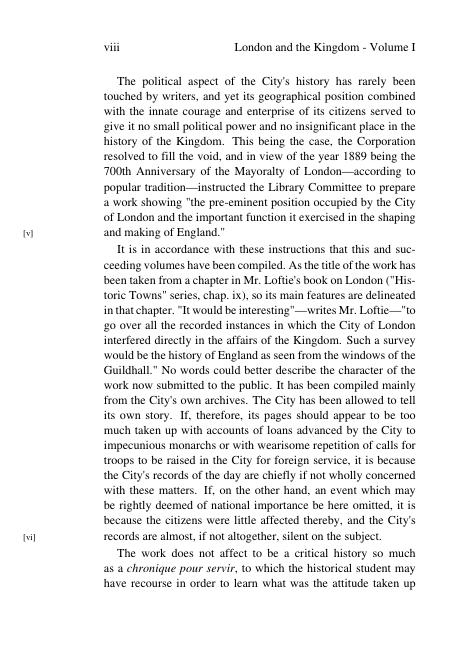 viii London and the Kingdom - Volume I
The political aspect of the City's history has rarely been
touched by writers, and yet its geographical position combined
with the innate courage and enterprise of its citizens served to
give it no small political power and no insignificant place in the
history of the Kingdom. This being the case, the Corporation
resolved to fill the void, and in view of the year 1889 being the
700th Anniversary of the Mayoralty of London—according to
popular tradition—instructed the Library Committee to prepare
a work showing "the pre-eminent position occupied by the City
of London and the important function it exercised in the shaping
[v] and making of England."
It is in accordance with these instructions that this and suc-
ceeding volumes have been compiled. As the title of the work has
been taken from a chapter in Mr. Loftie's book on London ("His-
toric Towns" series, chap. ix), so its main features are delineated
in that chapter. "It would be interesting"—writes Mr. Loftie—"to
go over all the recorded instances in which the City of London
interfered directly in the affairs of the Kingdom. Such a survey
would be the history of England as seen from the windows of the
Guildhall." No words could better describe the character of the
work now submitted to the public. It has been compiled mainly
from the City's own archives. The City has been allowed to tell
its own story. If, therefore, its pages should appear to be too
much taken up with accounts of loans advanced by the City to
impecunious monarchs or with wearisome repetition of calls for
troops to be raised in the City for foreign service, it is because
the City's records of the day are chiefly if not wholly concerned
with these matters. If, on the other hand, an event which may
be rightly deemed of national importance be here omitted, it is
because the citizens were little affected thereby, and the City's
[vi] records are almost, if not altogether, silent on the subject.
The work does not affect to be a critical history so much
as a chronique pour servir, to which the historical student may
have recourse in order to learn what was the attitude taken up